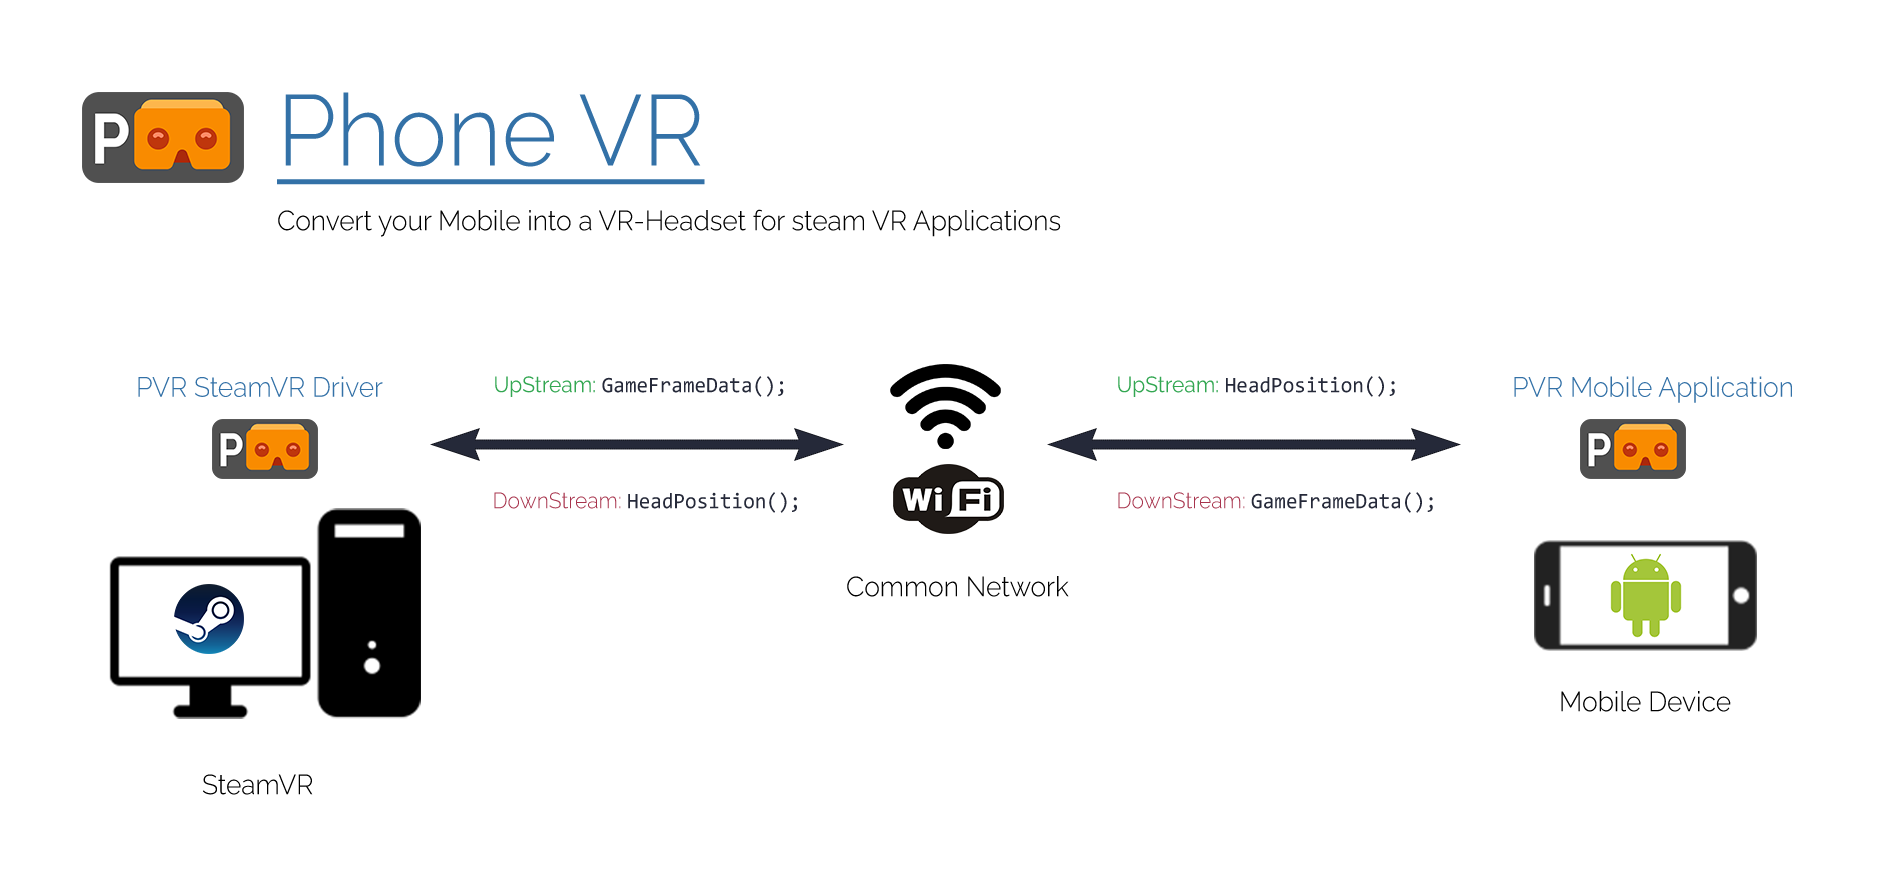 P
Phone VR
Convert your Mobile into a VR-Headset for steam VR Applications
PVR SteamVR Driver
P
UpStream: GameFrameData();
DownStream: HeadPosition();
Wi Fi
Common Network
UpStream: HeadPosition();
DownStream: GameFrameData();
PVR Mobile Application
P
Mobile Device
SteamVR